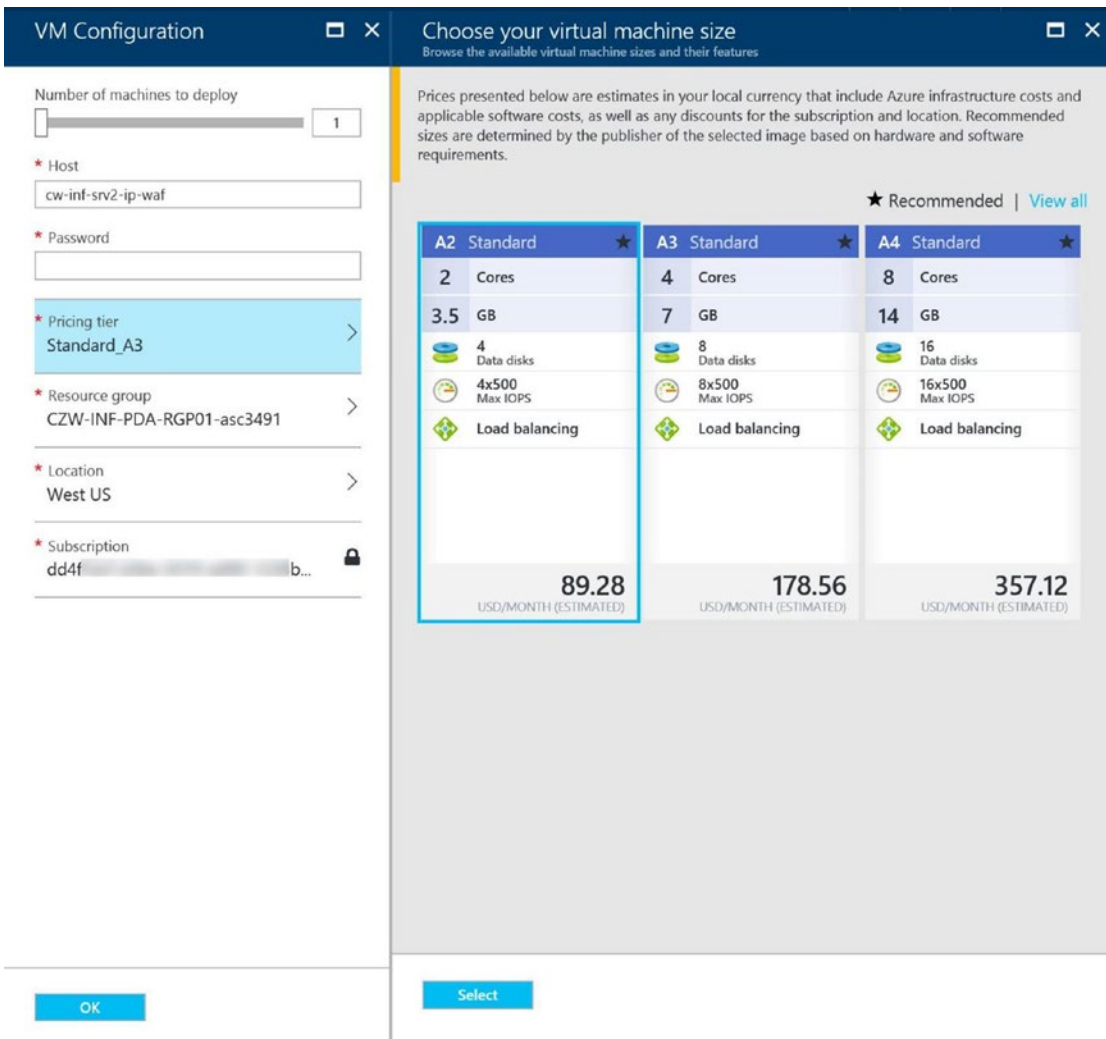 VM Configuration
Number of machines to deploy
1
* Host
cw-inf-srv2-ip-waf
* Password
* Pricing tier
Standard_A3
* Resource group
CZW-INF-PDA-RGP01-asc3491
* Location
West US
* Subscription
dd4f b...
OK
Choose your virtual machine size
Browse the available virtual machine sizes and their features
Prices presented below are estimates in your local currency that include Azure infrastructure costs and
applicable software costs, as well as any discounts for the subscription and location. Recommended
sizes are determined by the publisher of the selected image based on hardware and software
requirements.
★ Recommended | View all
A2 Standard ★
2 Cores
3.5 GB
4
Data disks
4x500
Max IOPS
Load balancing
89.28
USD/MONTH (ESTIMATED)
A3 Standard ★
4 Cores
7 GB
8
Data disks
8x500
Max IOPS
Load balancing
178.56
USD/MONTH (ESTIMATED)
A4 Standard ★
8 Cores
14 GB
16
Data disks
16x500
Max IOPS
Load balancing
357.12
USD/MONTH (ESTIMATED)
Select